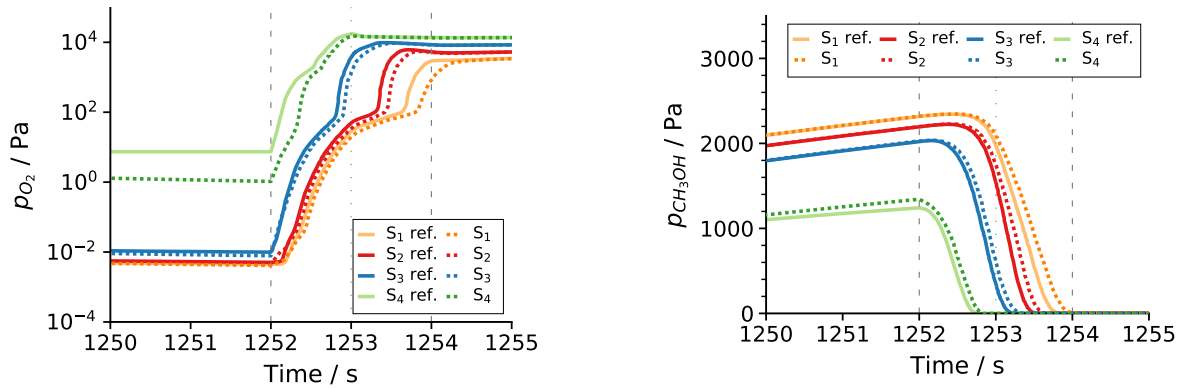 10^4
10^2
10^0
10^-2
10^-4
p_O2 / Pa
S1 ref. S1
S2 ref. S2
S3 ref. S3
S4 ref. S4
1250 1251 1252 1253 1254 1255
Time / s
3000
2000
1000
0
p_CH3OH / Pa
S1 ref. S2 ref. S3 ref. S4 ref.
S1 S2 S3 S4
1250 1251 1252 1253 1254 1255
Time / s